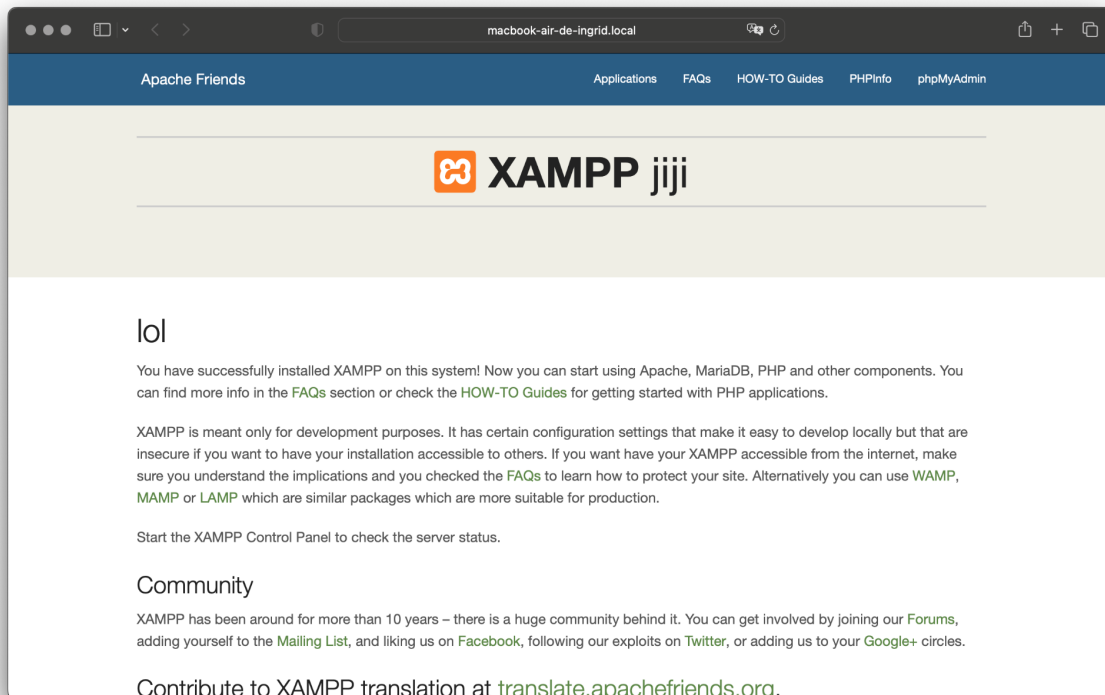 macbook-air-de-ingrid.local
Apache Friends
Applications FAQs HOW-TO Guides PHPInfo phpMyAdmin
XAMPP jiji
lol
You have successfully installed XAMPP on this system! Now you can start using Apache, MariaDB, PHP and other components. You
can find more info in the FAQs section or check the HOW-TO Guides for getting started with PHP applications.
XAMPP is meant only for development purposes. It has certain configuration settings that make it easy to develop locally but that are
insecure if you want to have your installation accessible to others. If you want have your XAMPP accessible from the internet, make
sure you understand the implications and you checked the FAQs to learn how to protect your site. Alternatively you can use WAMP,
MAMP or LAMP which are similar packages which are more suitable for production.
Start the XAMPP Control Panel to check the server status.
Community
XAMPP has been around for more than 10 years – there is a huge community behind it. You can get involved by joining our Forums,
adding yourself to the Mailing List, and liking us on Facebook, following our exploits on Twitter, or adding us to your Google+ circles.
Contribute to XAMPP translation at translate.apachefriends.org.